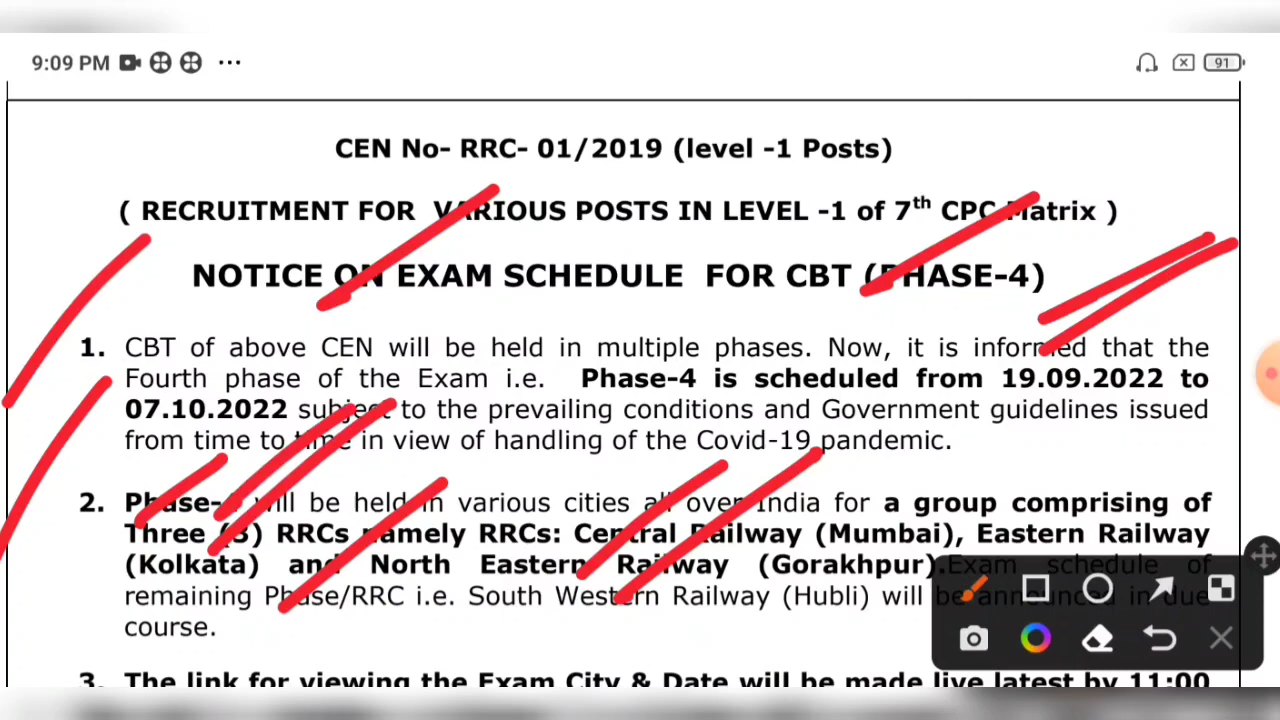 9:09 PM
91
CEN No- RRC- 01/2019 (level -1 Posts)
( RECRUITMENT FOR VARIOUS POSTS IN LEVEL -1 of 7th CPC Matrix )
NOTICE ON EXAM SCHEDULE FOR CBT (PHASE-4)
1. CBT of above CEN will be held in multiple phases. Now, it is informed that the
Fourth phase of the Exam i.e. Phase-4 is scheduled from 19.09.2022 to
07.10.2022 subject to the prevailing conditions and Government guidelines issued
from time to time in view of handling of the Covid-19 pandemic.
2. Phase-4 will be held in various cities all over India for a group comprising of
Three (3) RRCs namely RRCs: Central Railway (Mumbai), Eastern Railway
(Kolkata) and North Eastern Railway (Gorakhpur).Exam schedule of
remaining Phase/RRC i.e. South Western Railway (Hubli) will be announced in due
course.
3. The link for viewing the Exam City & Date will be made live latest by 11:00